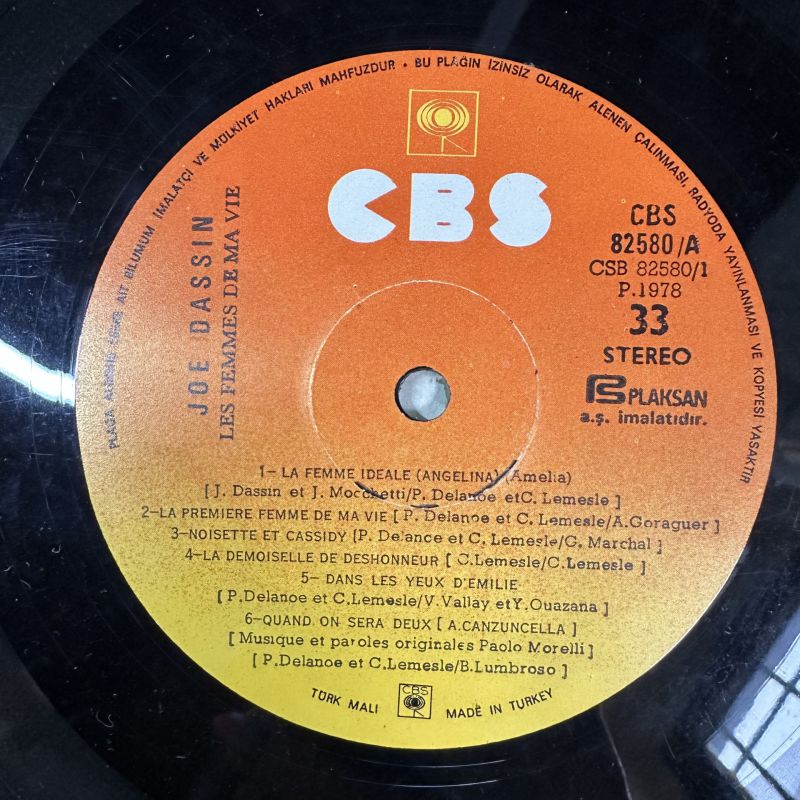 PLAĞA AİT BİLUMUM İMALATÇİ VE MÜLKİYET HAKLARI MAHFUZDUR • BU PLAĞIN İZİNSİZ OLARAK ALENEN ÇALINMASI, RADYODA YAYINLANMASI VE KOPYESİ YASAKTIR
CBS
JOE DASSIN
LES FEMMES DE MA VIE
CBS
82580/A
CSB 82580/1
P.1978
33
STEREO
PLAKSAN
a.ş. imalatıdır.
1- LA FEMME IDEALE (ANGELINA) (Amelia)
[ J. Dassin et J. Mocchetti/P. Delanoe et C. Lemesle ]
2-LA PREMIERE FEMME DE MA VIE [ P. Delanoe et C. Lemesle/A.Goraguer ]
3-NOISETTE ET CASSIDY [P. Delance et C. Lemesle/G. Marchal ]
4-LA DEMOISELLE DE DESHONNEUR [ C.Lemesle/C.Lemesle ]
5- DANS LES YEUX D'EMILIE
[ P.Delanoe et C.Lemesle/V.Vallay et Y.Ouazana ]
6-QUAND ON SERA DEUX [ A.CANZUNCELLA ]
[ Musique et paroles originales Paolo Morelli ]
[ P.Delanoe et C.Lemesle/B.Lumbroso ]
TÜRK MALI CBS MADE IN TURKEY